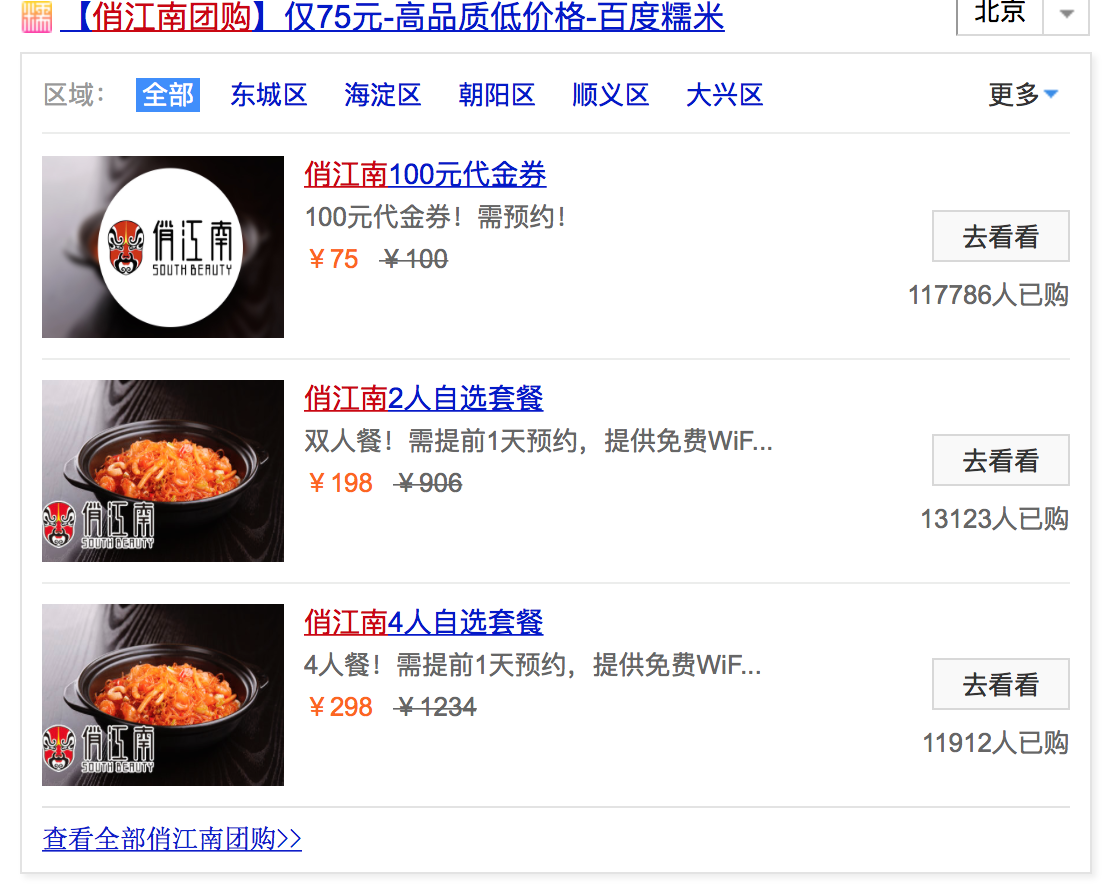 糯米
【俏江南团购】仅75元-高品质低价格-百度糯米
北京
区域： 全部 东城区 海淀区 朝阳区 顺义区 大兴区 更多
俏江南
SOUTH BEAUTY
俏江南100元代金券
100元代金券！需预约！
￥75 ￥100
去看看
117786人已购
俏江南
SOUTH BEAUTY
俏江南2人自选套餐
双人餐！需提前1天预约，提供免费WiF...
￥198 ￥906
去看看
13123人已购
俏江南
SOUTH BEAUTY
俏江南4人自选套餐
4人餐！需提前1天预约，提供免费WiF...
￥298 ￥1234
去看看
11912人已购
查看全部俏江南团购>>